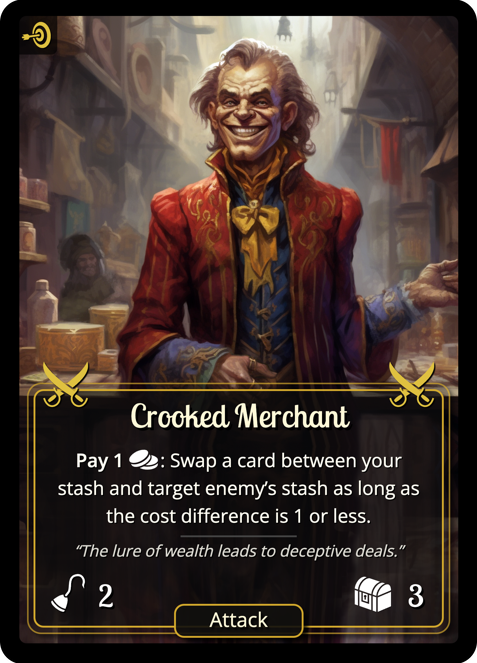 Crooked Merchant
Pay 1 : Swap a card between your
stash and target enemy’s stash as long as
the cost difference is 1 or less.
“The lure of wealth leads to deceptive deals.”
2
3
Attack